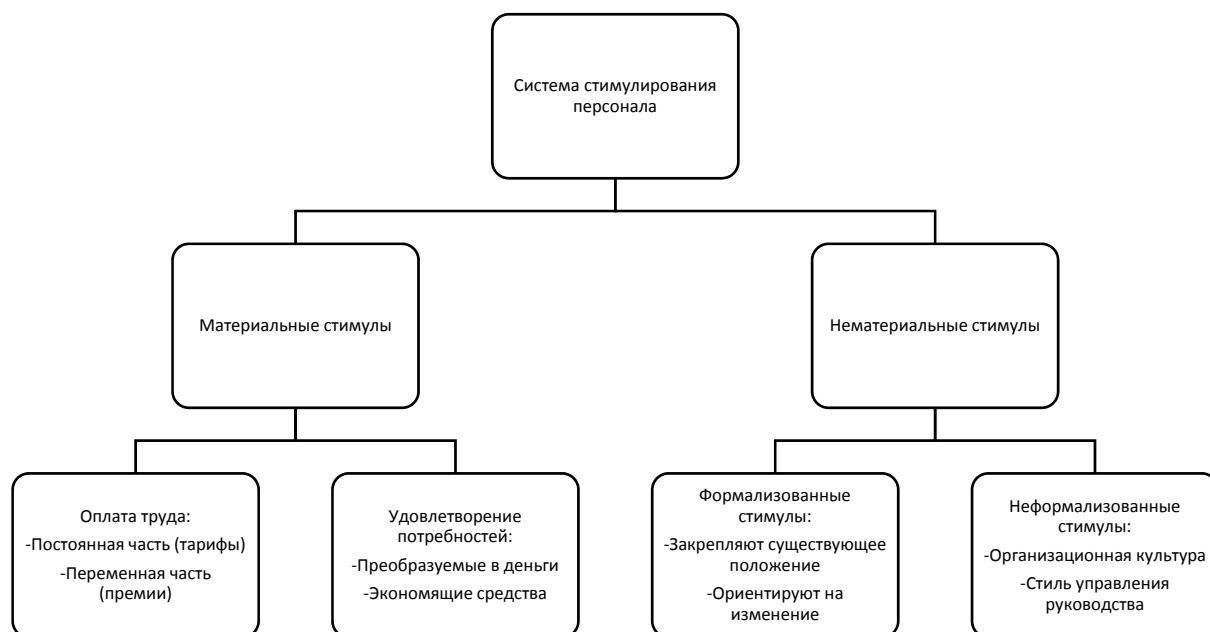 Система стимулирования
персонала
Материальные стимулы
Нематериальные стимулы
Оплата труда:
-Постоянная часть (тарифы)
-Переменная часть
(премии)
Удовлетворение
потребностей:
-Преобразуемые в деньги
-Экономящие средства
Формализованные
стимулы:
-Закрепляют существующее
положение
-Ориентируют на
изменение
Неформализованные
стимулы:
-Организационная культура
-Стиль управления
руководства